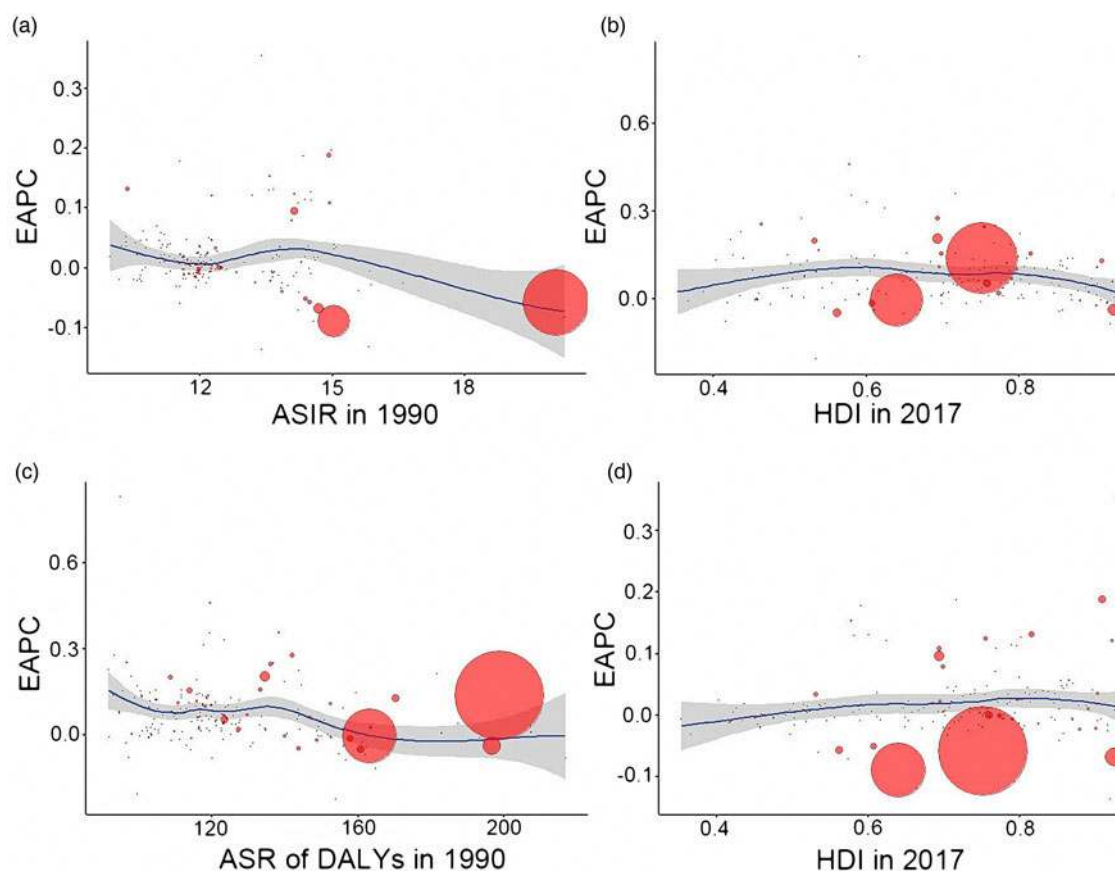 (a)
0.3
0.2
0.1
0.0
-0.1
EAPC
12 15 18
ASIR in 1990
(b)
0.6
0.3
0.0
EAPC
0.4 0.6 0.8
HDI in 2017
(c)
0.6
0.3
0.0
EAPC
120 160 200
ASR of DALYs in 1990
(d)
0.3
0.2
0.1
0.0
-0.1
EAPC
0.4 0.6 0.8
HDI in 2017